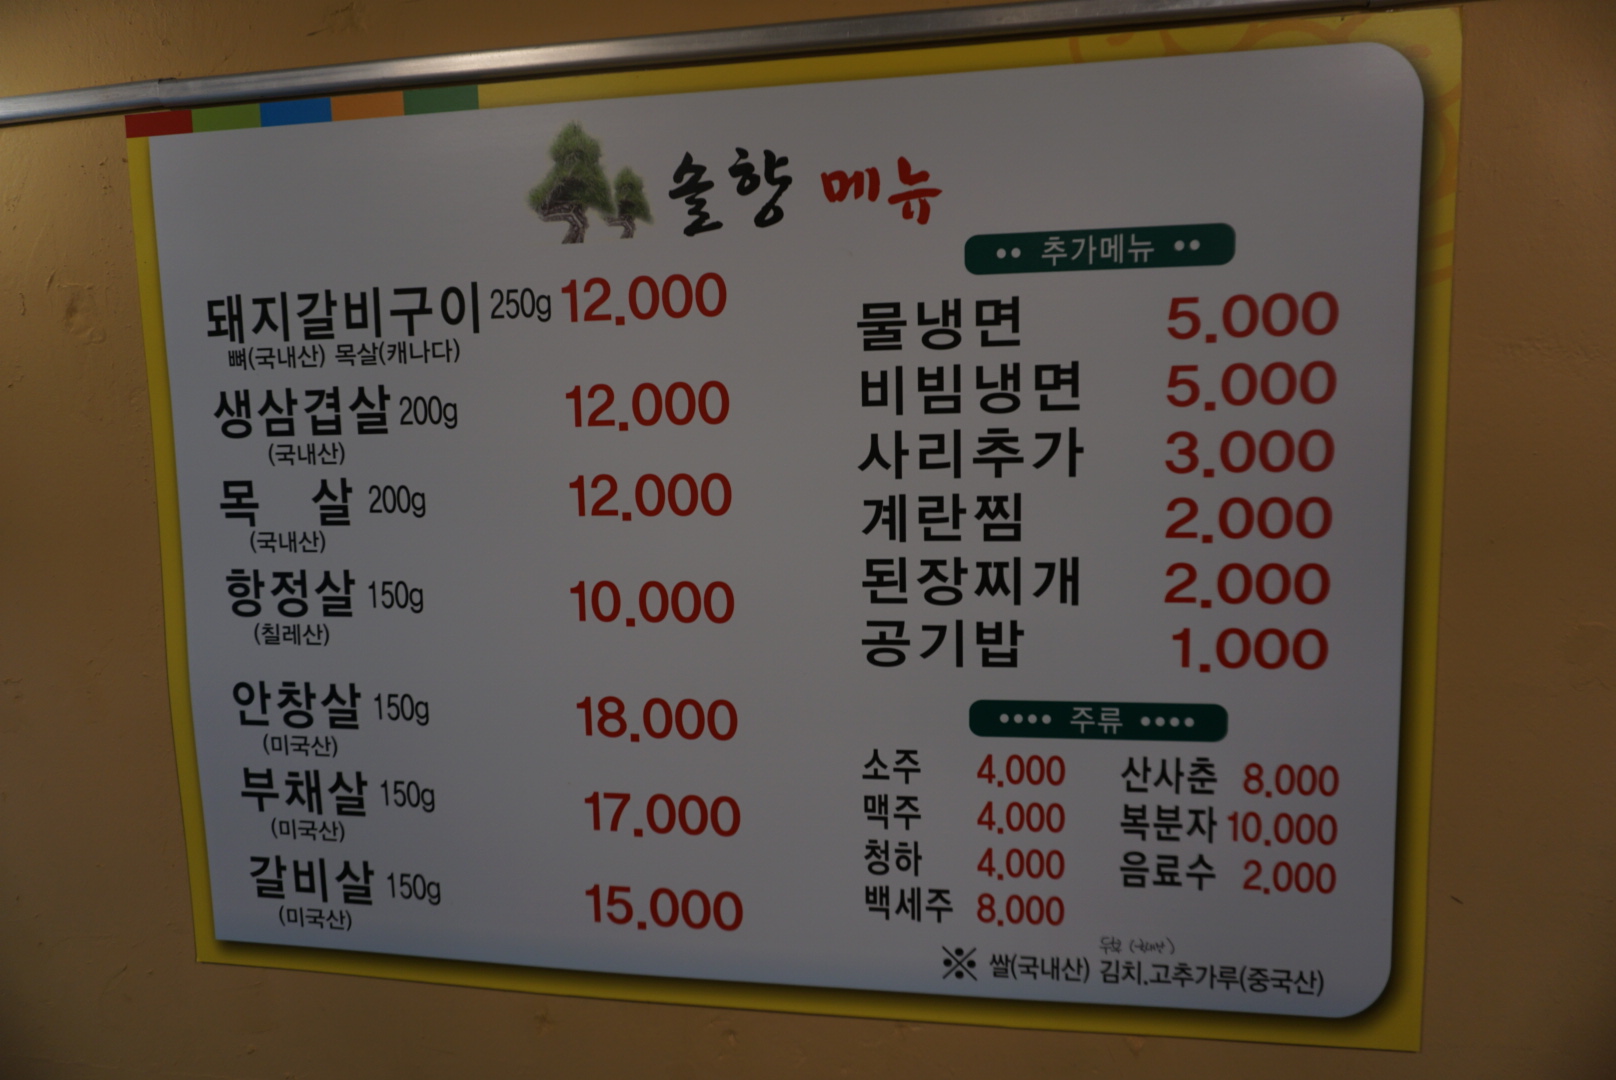 솔향 메뉴
돼지갈비구이 250g 12.000
뼈(국내산) 목살(캐나다)
생삼겹살 200g 12.000
(국내산)
목 살 200g 12.000
(국내산)
항정살 150g 10.000
(칠레산)
안창살 150g 18.000
(미국산)
부채살 150g 17.000
(미국산)
갈비살 150g 15.000
(미국산)
•• 추가메뉴 ••
물냉면 5.000
비빔냉면 5.000
사리추가 3.000
계란찜 2.000
된장찌개 2.000
공기밥 1.000
•••• 주류 ••••
소주 4.000 산사춘 8.000
맥주 4.000 복분자 10.000
청하 4.000 음료수 2.000
백세주 8.000
※ 쌀(국내산) 김치.고추가루(중국산)